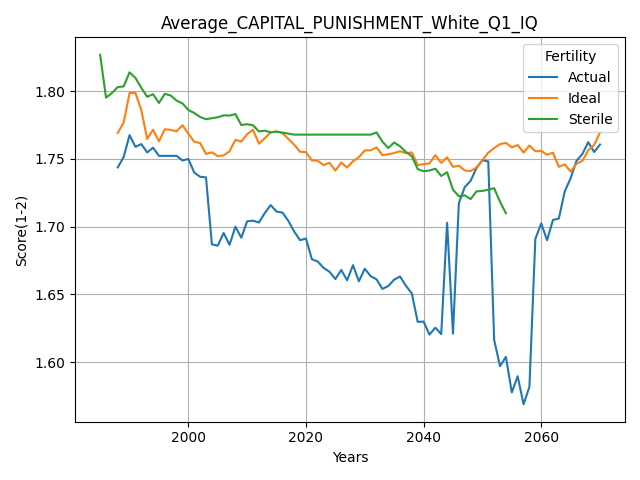 Average_CAPITAL_PUNISHMENT_White_Q1_IQ
Fertility
Actual
Ideal
Sterile
Score(1-2)
1.80
1.75
1.70
1.65
1.60
2000 2020 2040 2060
Years